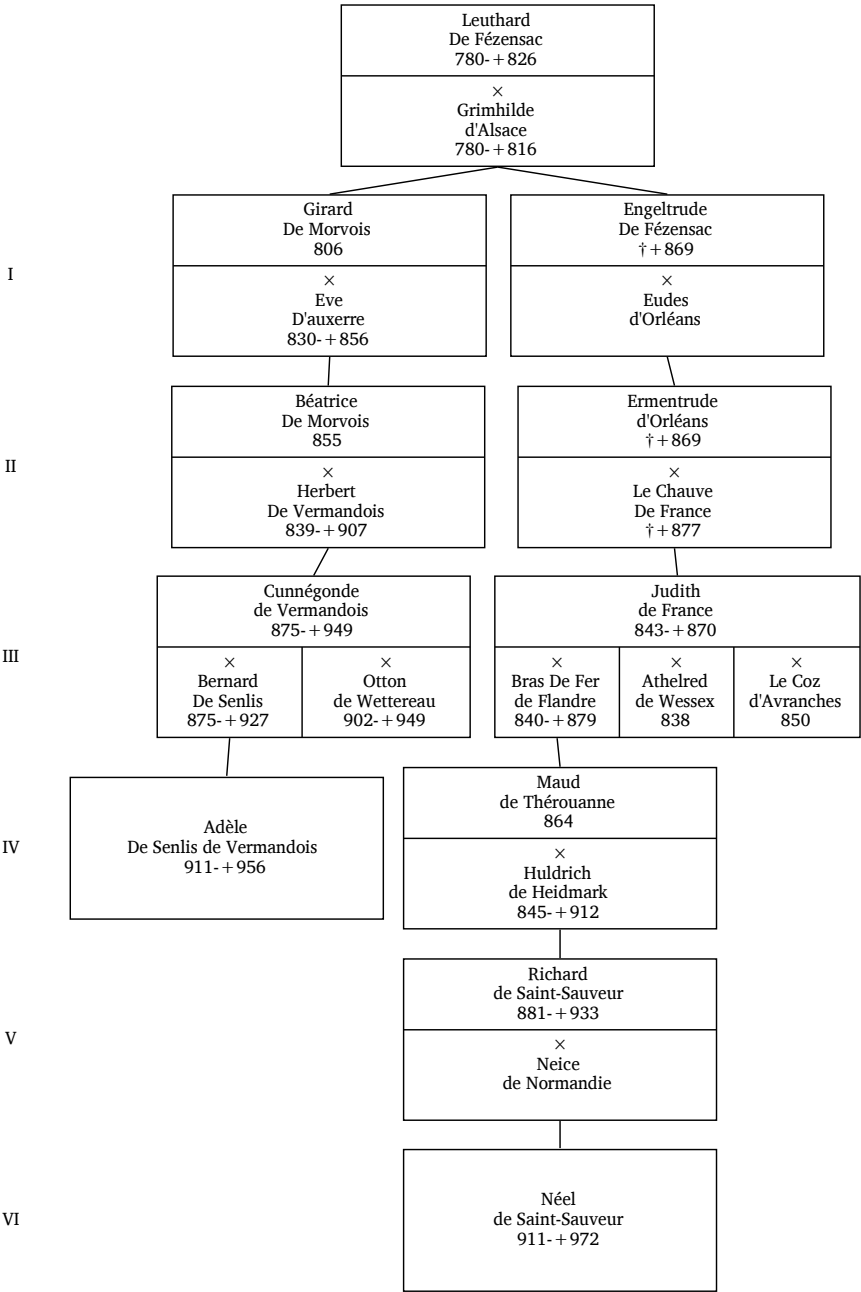 Leuthard
De Fézensac
780-+826
×
Grimhilde
d'Alsace
780-+816
I
Girard
De Morvois
806
×
Eve
D'auxerre
830-+856
Engeltrude
De Fézensac
†+869
×
Eudes
d'Orléans
II
Béatrice
De Morvois
855
×
Herbert
De Vermandois
839-+907
Ermentrude
d'Orléans
†+869
×
Le Chauve
De France
†+877
III
Cunnégonde
de Vermandois
875-+949
×
Bernard
De Senlis
875-+927
×
Otton
de Wettereau
902-+949
Judith
de France
843-+870
×
Bras De Fer
de Flandre
840-+879
×
Athelred
de Wessex
838
×
Le Coz
d'Avranches
850
IV
Adèle
De Senlis de Vermandois
911-+956
Maud
de Thérouanne
864
×
Huldrich
de Heidmark
845-+912
V
Richard
de Saint-Sauveur
881-+933
×
Neice
de Normandie
VI
Néel
de Saint-Sauveur
911-+972